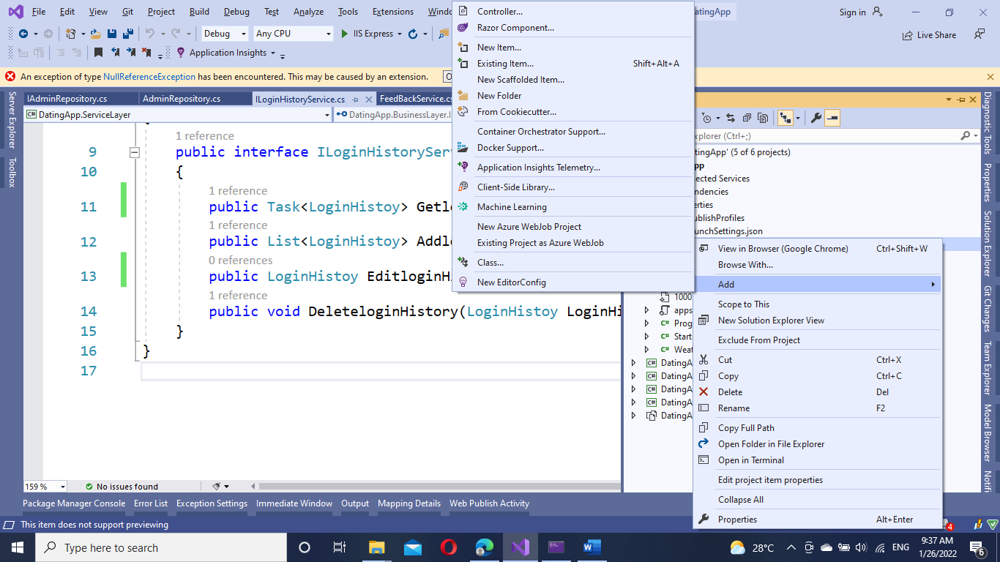 File Edit View Git Project Build Debug Test Analyze Tools Extensions Windo
atingApp
Sign in
Debug Any CPU IIS Express
Live Share
Application Insights
An exception of type NullReferenceException has been encountered. This may be caused by an extension.
IAdminRepository.cs AdminRepository.cs ILoginHistoryService.cs FeedBackService.cs
DatingApp.ServiceLayer DatingApp.BusinessLayer.I
1 reference
9 public interface ILoginHistoryServ
10 {
1 reference
11 public Task<LoginHistoy> Getlo
1 reference
12 public List<LoginHistoy> Addlo
0 references
13 public LoginHistoy EditloginHi
1 reference
14 public void DeleteloginHistory(LoginHistoy LoginHi
15 }
16 }
17
159 % No issues found
Server Explorer
Toolbox
Controller...
Razor Component...
New Item...
Existing Item... Shift+Alt+A
New Scaffolded Item...
New Folder
From Cookiecutter...
Container Orchestrator Support...
Docker Support...
Application Insights Telemetry...
Client-Side Library...
Machine Learning
New Azure WebJob Project
Existing Project as Azure WebJob
Class...
New EditorConfig
xplorer (Ctrl+;)
tingApp' (5 of 6 projects)
pp
ected Services
ndencies
erties
ublishProfiles
unchSettings.json
1000
apps
Prog
Start
Weat
DatingA
DatingA
DatingA
DatingA
DatingA
View in Browser (Google Chrome) Ctrl+Shift+W
Browse With...
Add
Scope to This
New Solution Explorer View
Exclude From Project
Cut Ctrl+X
Copy Ctrl+C
Delete Del
Rename F2
Copy Full Path
Open Folder in File Explorer
Open in Terminal
Edit project item properties
Collapse All
Properties Alt+Enter
Diagnostic Tools
Properties
Solution Explorer
Git Changes
Team Explorer
Model Browser
Notifi
Package Manager Console Error List Exception Settings Immediate Window Output Mapping Details Web Publish Activity
This item does not support previewing
4
Type here to search
28°C
ENG
9:37 AM
1/26/2022
6